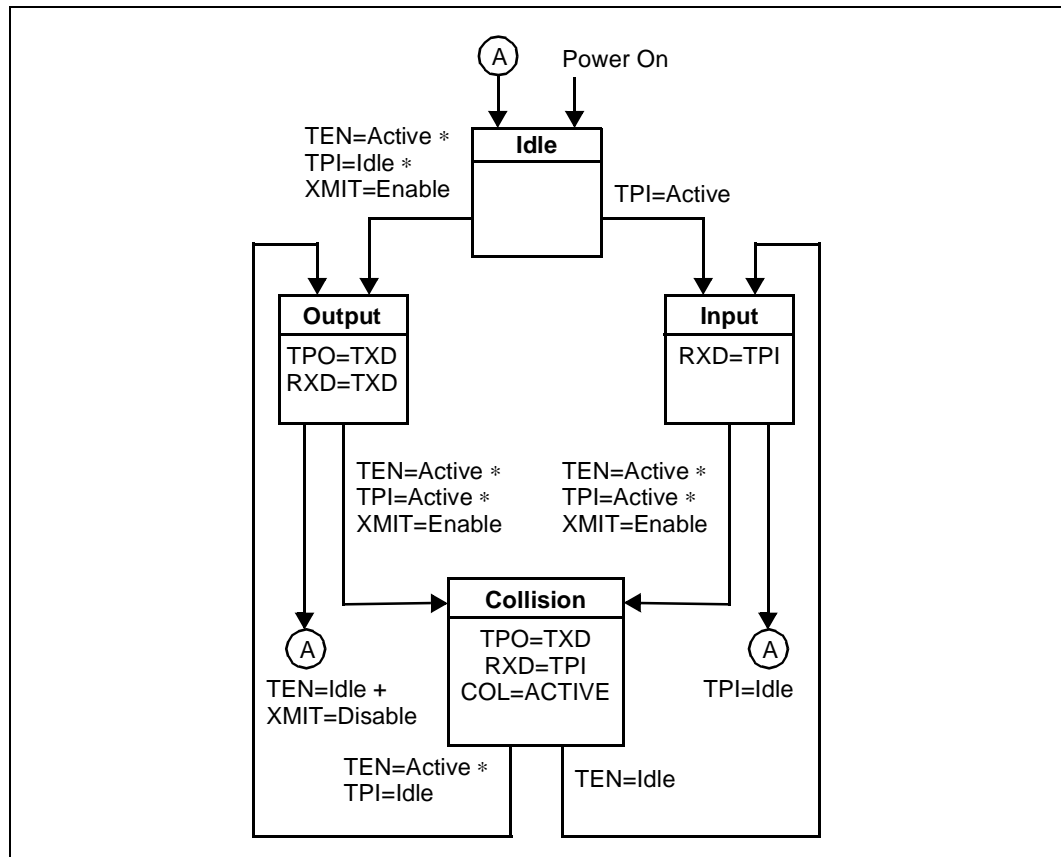 A
Power On
TEN=Active *
TPI=Idle *
XMIT=Enable
Idle
TPI=Active
Output
TPO=TXD
RXD=TXD
Input
RXD=TPI
TEN=Active *
TPI=Active *
XMIT=Enable
TEN=Active *
TPI=Active *
XMIT=Enable
Collision
TPO=TXD
RXD=TPI
COL=ACTIVE
A
TEN=Idle +
XMIT=Disable
A
TPI=Idle
TEN=Active *
TPI=Idle
TEN=Idle